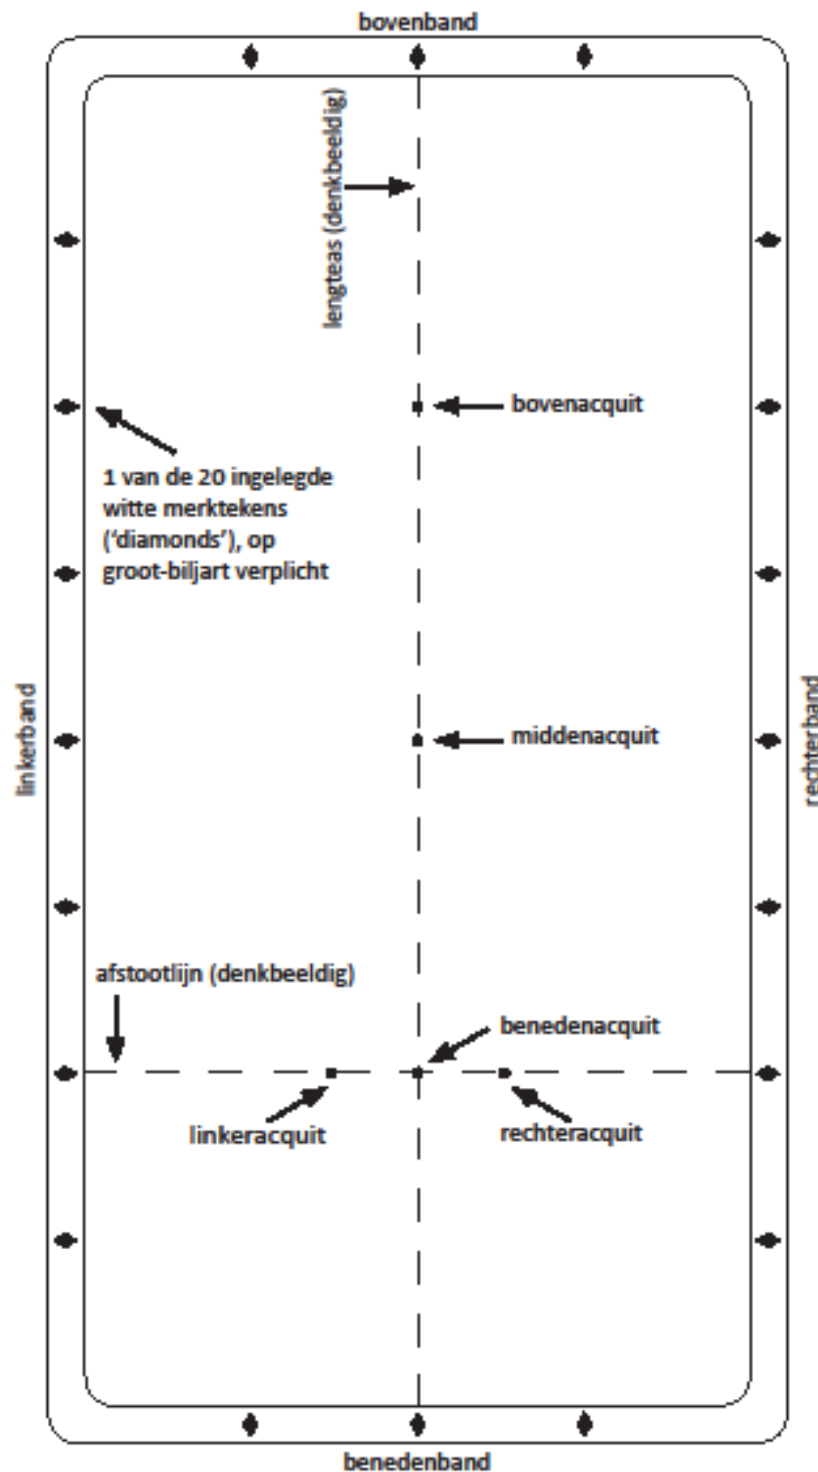 bovenband
lengteas (denkbeeldig)
bovenacquit
1 van de 20 ingelegde
witte merktekens
(‘diamonds’), op
groot-biljart verplicht
linkerband
rechterband
middenacquit
afstootlijn (denkbeeldig)
benedenacquit
linkeracquit
rechteracquit
benedenband